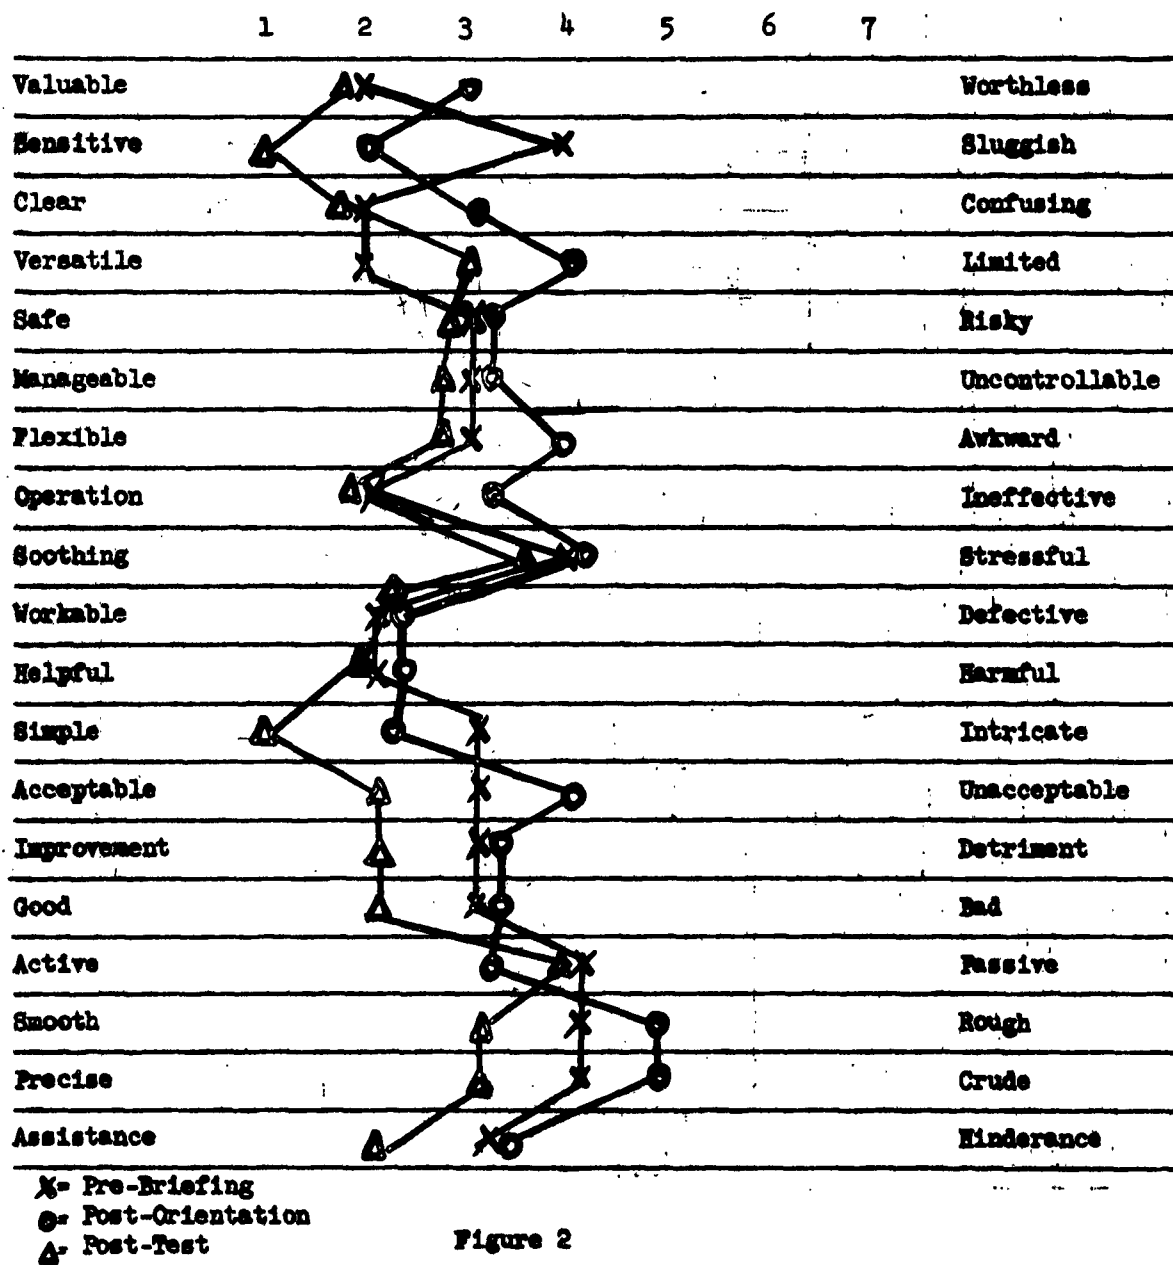 1 2 3 4 5 6 7
Valuable Worthless
Sensitive Sluggish
Clear Confusing
Versatile Limited
Safe Risky
Manageable Uncontrollable
Flexible Awkward
Operation Ineffective
Soothing Stressful
Workable Defective
Helpful Harmful
Simple Intricate
Acceptable Unacceptable
Improvement Detriment
Good Bad
Active Passive
Smooth Rough
Precise Crude
Assistance Hinderance
X= Pre-Briefing
O= Post-Orientation
Δ= Post-Test
Figure 2